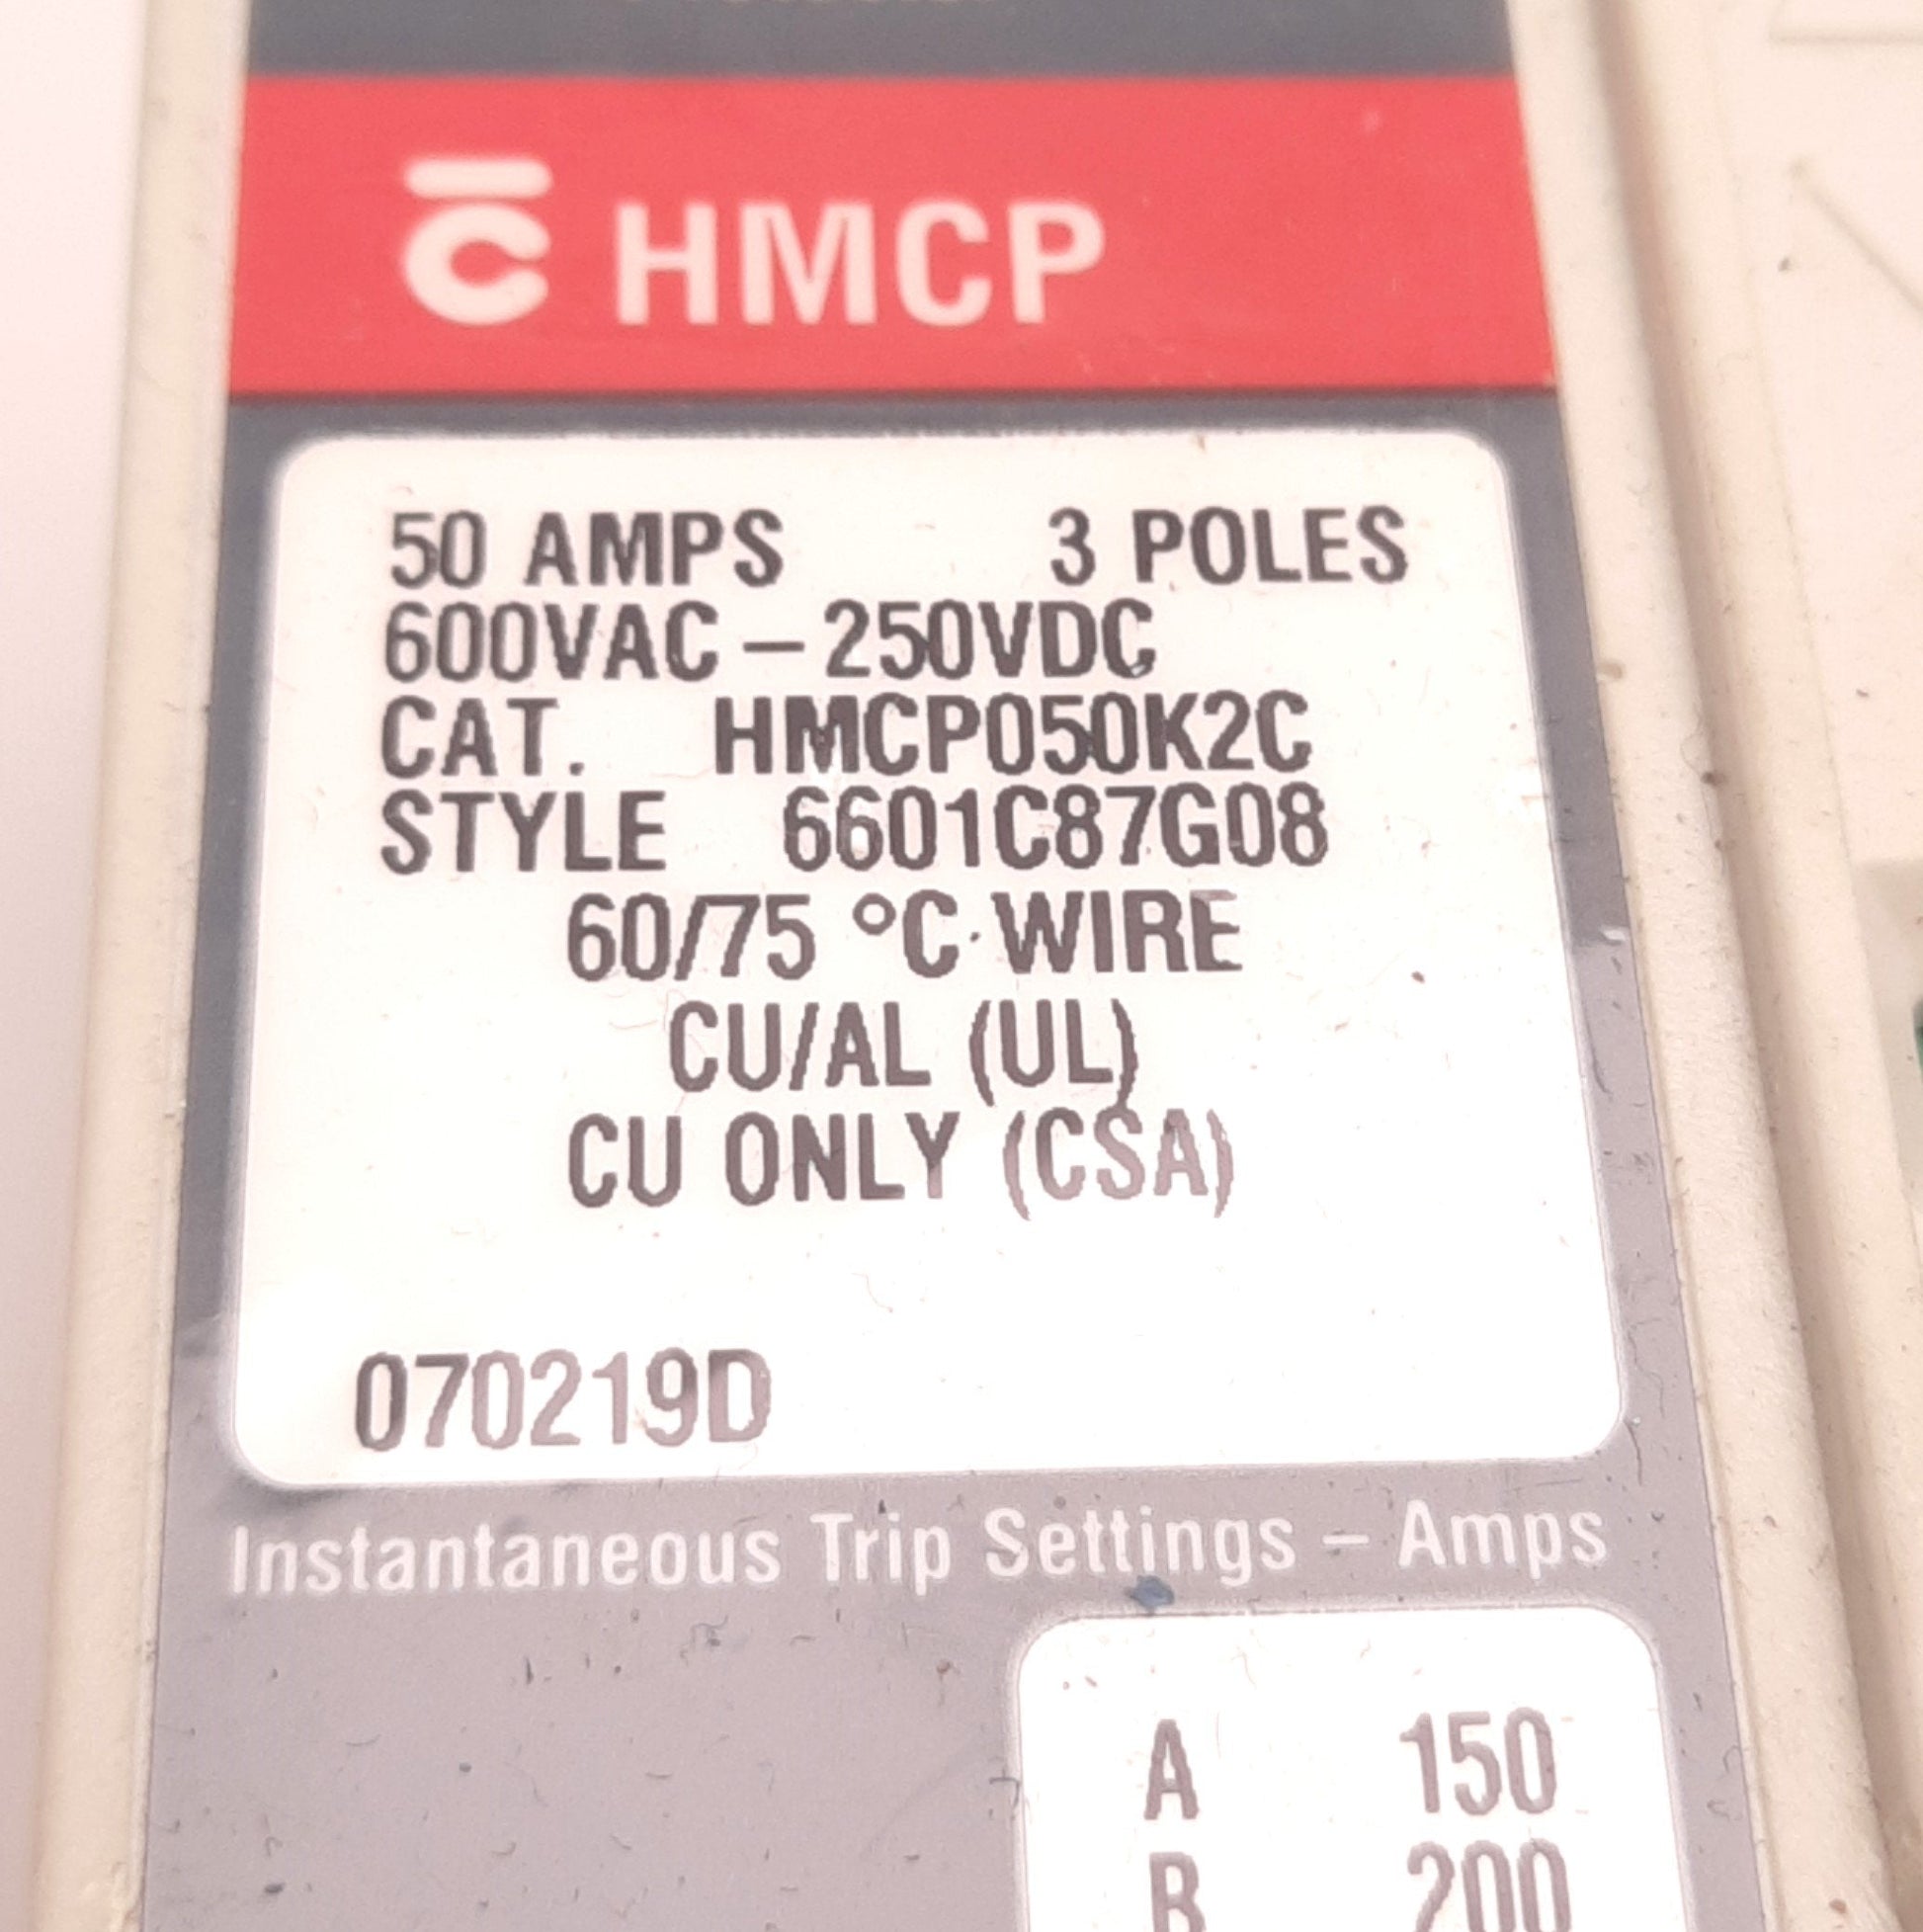 HMCP
50 AMPS 3 POLES
600VAC – 250VDC
CAT. HMCP050K2C
STYLE 6601C87G08
60/75 °C WIRE
CU/AL (UL)
CU ONLY (CSA)
070219D
Instantaneous Trip Settings – Amps
A 150
B 200